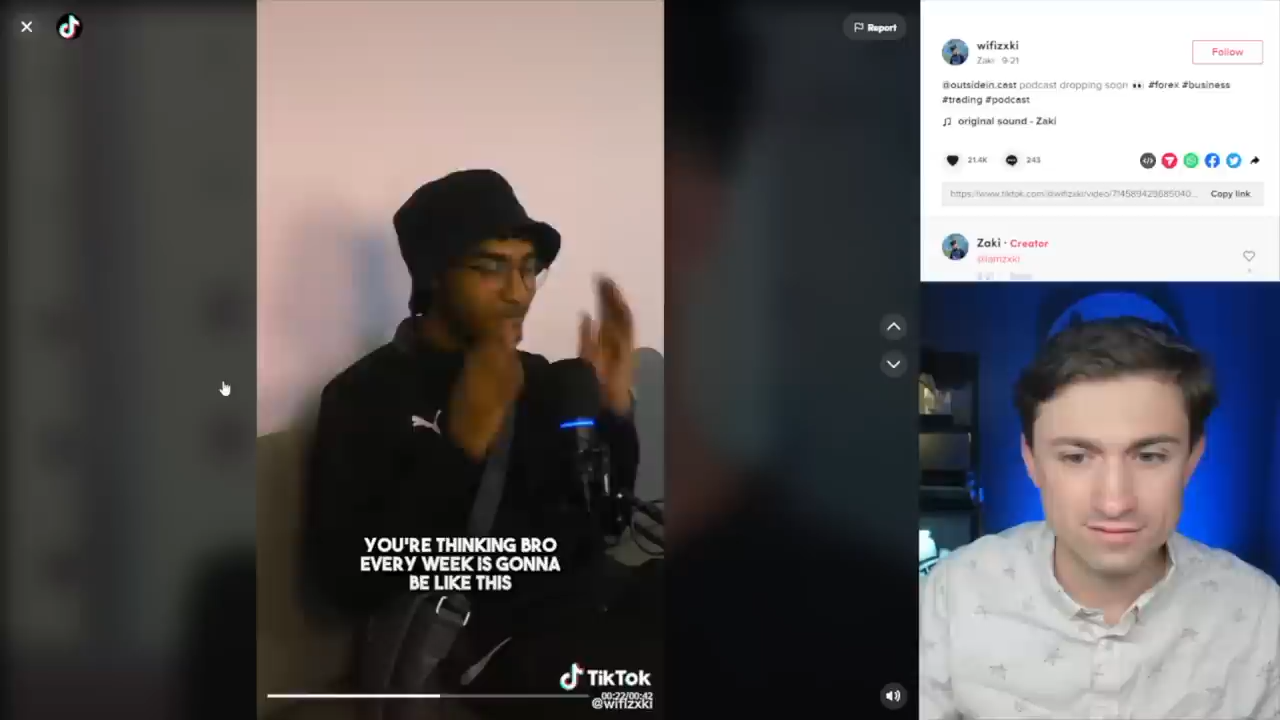 Report
YOU'RE THINKING BRO
EVERY WEEK IS GONNA
BE LIKE THIS
TikTok
00:22/00:42
@wifizxki
wifizxki
Zaki · 9-21
Follow
@outsidein.cast podcast dropping soon 👀 #forex #business
#trading #podcast
original sound - Zaki
21.4K
243
Copy link
Zaki · Creator
@iamzxki